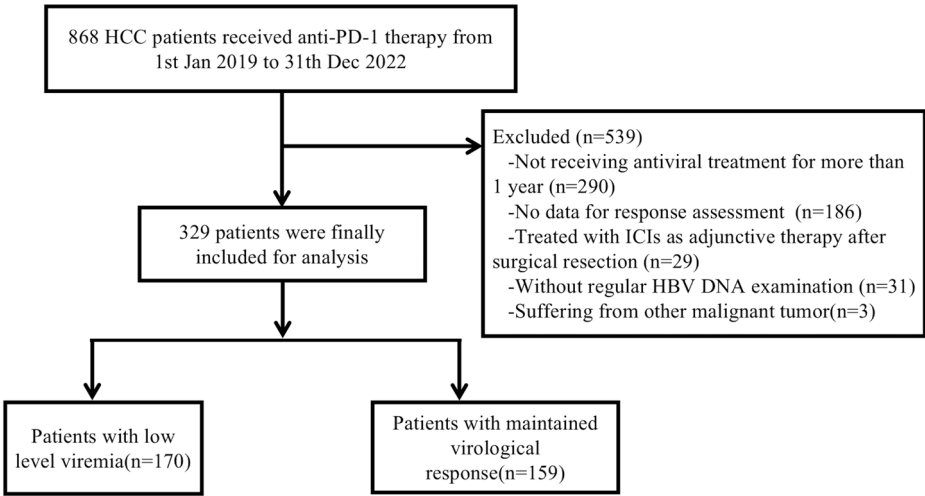 868 HCC patients received anti-PD-1 therapy from
1st Jan 2019 to 31th Dec 2022
Excluded (n=539)
-Not receiving antiviral treatment for more than
1 year (n=290)
-No data for response assessment (n=186)
-Treated with ICIs as adjunctive therapy after
surgical resection (n=29)
-Without regular HBV DNA examination (n=31)
-Suffering from other malignant tumor(n=3)
329 patients were finally
included for analysis
Patients with low
level viremia(n=170)
Patients with maintained
virological
response(n=159)